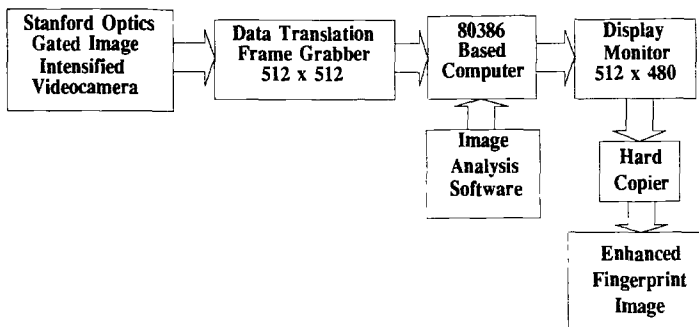 Stanford Optics
Gated Image
Intensified
Videocamera
Data Translation
Frame Grabber
512 x 512
80386
Based
Computer
Display
Monitor
512 x 480
Image
Analysis
Software
Hard
Copier
Enhanced
Fingerprint
Image